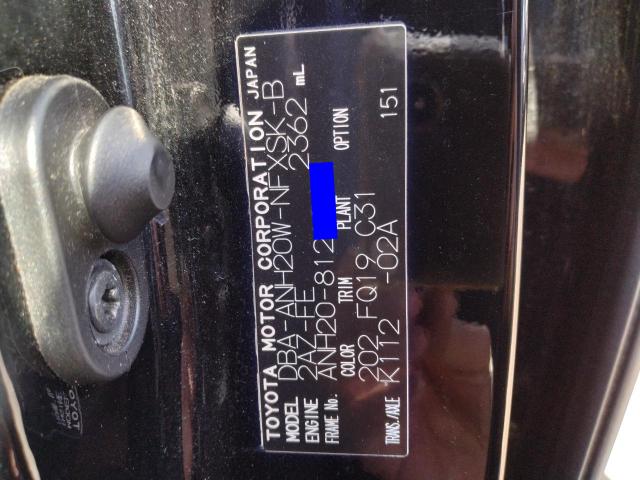 TOYOTA MOTOR CORPORATION JAPAN
MODEL DBA-ANH20W-NFXSK-B
ENGINE 2AZ-FE 2362 mL
FRAME No. ANH20-812
COLOR TRIM PLANT OPTION
202 FQ19 C31 151
TRANS./AXLE K112 -02A